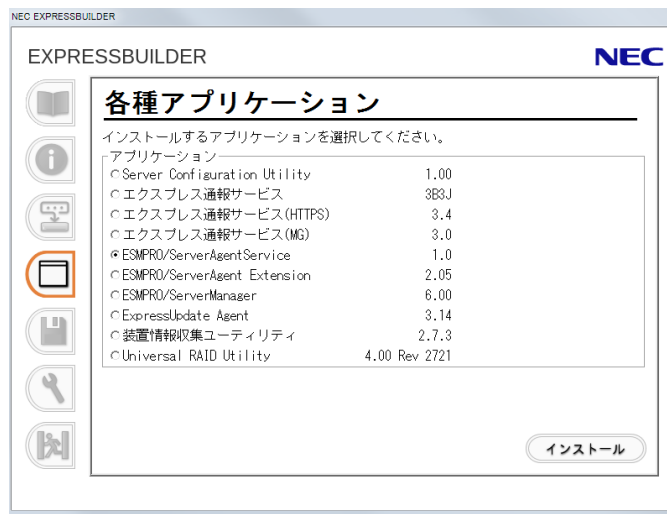 NEC EXPRESSBUILDER
EXPRESSBUILDER
NEC
各種アプリケーション
インストールするアプリケーションを選択してください。
アプリケーション
Server Configuration Utility 1.00
エクスプレス通報サービス 3B3J
エクスプレス通報サービス(HTTPS) 3.4
エクスプレス通報サービス(MG) 3.0
ESMPRO/ServerAgentService 1.0
ESMPRO/ServerAgent Extension 2.05
ESMPRO/ServerManager 6.00
ExpressUpdate Agent 3.14
装置情報収集ユーティリティ 2.7.3
Universal RAID Utility 4.00 Rev 2721
インストール